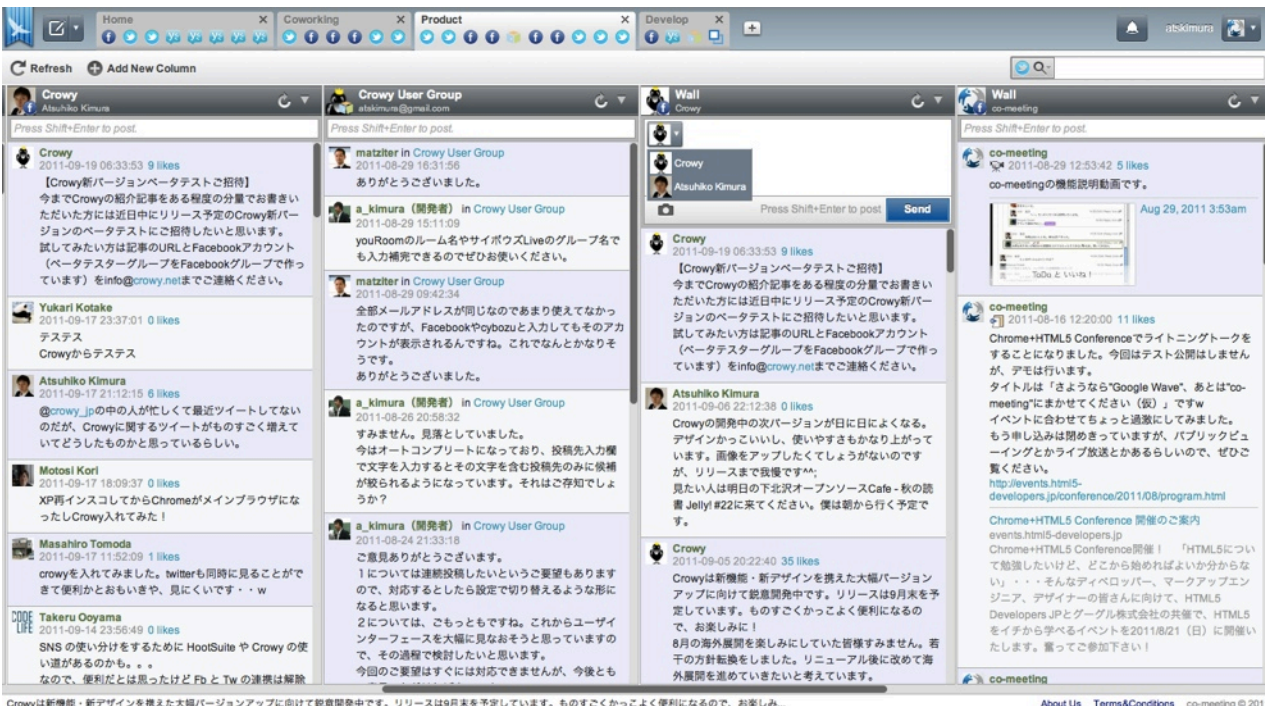 Home
Coworking
Product
Develop
atskimura
Refresh
Add New Column
Crowy
Atsuhiko Kimura
Press Shift+Enter to post.
Crowy
2011-09-19 06:33:53 9 likes
【Crowy新バージョンベータテストご招待】
今までCrowyの紹介記事をある程度の分量でお書きい
ただいた方には近日中にリリース予定のCrowy新バー
ジョンのベータテストにご招待したいと思います。
試してみたい方は記事のURLとFacebookアカウント
（ベータテスターグループをFacebookグループで作っ
ています）をinfo@crowy.netまでご連絡ください。
Yukari Kotake
2011-09-17 23:37:01 0 likes
テステス
Crowyからテステス
Atsuhiko Kimura
2011-09-17 21:12:15 6 likes
@crowy_jpの中の人が忙しくて最近ツイートしてない
のだが、Crowyに関するツイートがものすごく増えて
いてどうしたものかと思っているらしい。
Motosi Kori
2011-09-17 18:09:37 0 likes
XP再インスコしてからChromeがメインブラウザにな
ったしCrowy入れてみた！
Masahiro Tomoda
2011-09-17 11:52:09 1 likes
crowyを入れてみました。twitterも同時に見ることがで
きて便利かとおもいきや、見にくいです・・w
CODE
LIFE
Takeru Ooyama
2011-09-14 23:56:49 0 likes
SNS の使い分けをするために HootSuite や Crowy の使
い道があるのかも。。。
なので、便利だとは思ったけど Fb と Tw の連携は解除
Crowy User Group
atskimura@gmail.com
Press Shift+Enter to post.
matziter in Crowy User Group
2011-08-29 16:31:56
ありがとうございました。
a_kimura（開発者） in Crowy User Group
2011-08-29 15:11:09
youRoomのルーム名やサイボウズLiveのグループ名で
も入力補完できるのでぜひお使いください。
matziter in Crowy User Group
2011-08-29 09:42:34
全部メールアドレスが同じなのであまり使えてなかっ
たのですが、Facebookやcybozuと入力してもそのアカ
ウントが表示されるんですね。これでなんとかなりそ
うです。
ありがとうございました。
a_kimura（開発者） in Crowy User Group
2011-08-26 20:58:32
すみません。見落としていました。
今はオートコンプリートになっており、投稿先入力欄
で文字を入力するとその文字を含む投稿先のみに候補
が絞られるようになっています。それはご存知でしょ
うか？
a_kimura（開発者） in Crowy User Group
2011-08-24 21:33:18
ご意見ありがとうございます。
１については連続投稿したいというご要望もあります
ので、対応するとしたら設定で切り替えるような形に
なると思います。
２については、ごもっともですね。これからユーザイ
ンターフェースを大幅に見なおそうと思っていますの
で、その過程で検討したいと思います。
今回のご要望はすぐには対応できませんが、今後とも
Wall
Crowy
Crowy
Atsuhiko Kimura
Press Shift+Enter to post
Send
Crowy
2011-09-19 06:33:53 9 likes
【Crowy新バージョンベータテストご招待】
今までCrowyの紹介記事をある程度の分量でお書きい
ただいた方には近日中にリリース予定のCrowy新バー
ジョンのベータテストにご招待したいと思います。
試してみたい方は記事のURLとFacebookアカウント
（ベータテスターグループをFacebookグループで作っ
ています）をinfo@crowy.netまでご連絡ください。
Atsuhiko Kimura
2011-09-06 22:12:38 0 likes
Crowyの開発中の次バージョンが日に日によくなる。
デザインかっこいいし、使いやすさもかなり上がって
います。画像をアップしたくてしょうがないのです
が、リリースまで我慢です^^;
見たい人は明日の下北沢オープンソースCafe - 秋の読
書 Jelly! #22に来てください。僕は朝から行く予定で
す。
Crowy
2011-09-05 20:22:40 35 likes
Crowyは新機能・新デザインを携えた大幅バージョン
アップに向けて鋭意開発中です。リリースは9月末を予
定しています。ものすごくかっこよく便利になるの
で、お楽しみに！
8月の海外展開を楽しみにしていた皆様すみません。若
干の方針転換をしました。リニューアル後に改めて海
外展開を進めていきたいと考えています。
Wall
co-meeting
Press Shift+Enter to post.
co-meeting
2011-08-29 12:53:42 5 likes
co-meetingの機能説明動画です。
Aug 29, 2011 3:53am
ToDo と いいね！
co-meeting
2011-08-16 12:20:00 11 likes
Chrome+HTML5 Conferenceでライトニングトークを
することになりました。今回はテスト公開はしません
が、デモは行います。
タイトルは「さようなら"Google Wave"、あとは"co-
meeting"にまかせてください（仮）」ですw
イベントに合わせてちょっと過激にしてみました。
もう申し込みは閉めきっていますが、パブリックビュ
ーイングとかライブ放送とかあるらしいので、ぜひご
覧ください。
http://events.html5-
developers.jp/conference/2011/08/program.html
Chrome+HTML5 Conference 開催のご案内
events.html5-developers.jp
Chrome+HTML5 Conference開催！ 「HTML5につい
て勉強したいけど、どこから始めればよいか分からな
い」・・・そんなディベロッパー、マークアップエン
ジニア、デザイナーの皆さんに向けて、HTML5
Developers JPとグーグル株式会社の共催で、HTML5
をイチから学べるイベントを2011/8/21（日）に開催い
たします。奮ってご参加下さい！
co-meeting
Crowyは新機能・新デザインを携えた大幅バージョンアップに向けて鋭意開発中です。リリースは9月末を予定しています。ものすごくかっこよく便利になるので、お楽しみ...
About Us Terms&Conditions co-meeting © 201